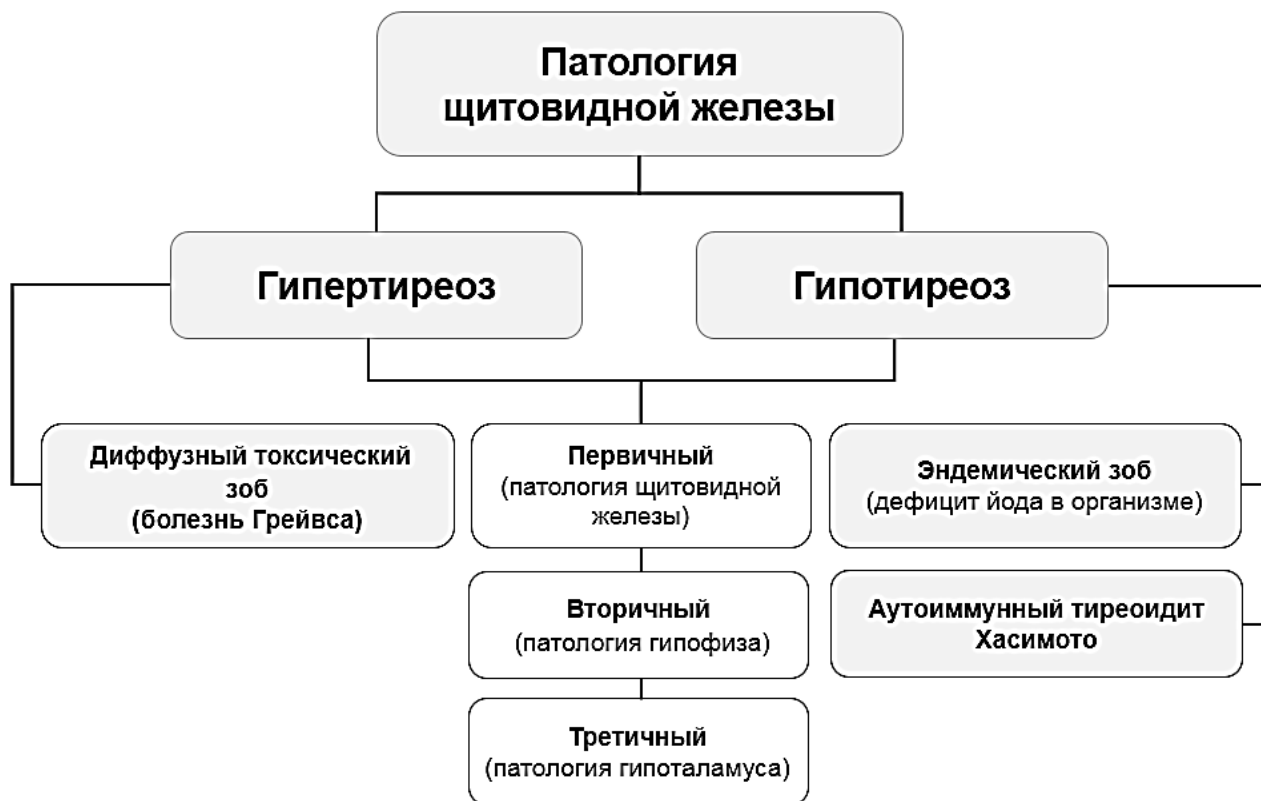 Патология
щитовидной железы
Гипертиреоз
Гипотиреоз
Диффузный токсический
зоб
(болезнь Грейвса)
Первичный
(патология щитовидной
железы)
Эндемический зоб
(дефицит йода в организме)
Вторичный
(патология гипофиза)
Аутоиммунный тиреоидит
Хасимото
Третичный
(патология гипоталамуса)